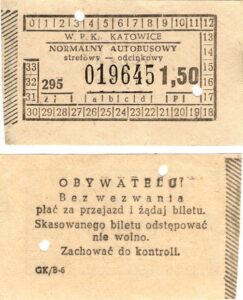 0 1 2 3 4 5 6 7 8 9 10 11 12
W. P. K. KATOWICE
NORMALNY AUTOBUSOWY
strefowy — odcinkowy
295 019645 1,50
z i a b c d P
13
14
15
16
17
18
33
32
31
30 29 28 27 26 25 24 23 22 21 20 19
OBYWATELU!
Bez wezwania
płać za przejazd i żądaj biletu.
Skasowanego biletu odstępować
nie wolno.
Zachować do kontroli.
GK/B-6